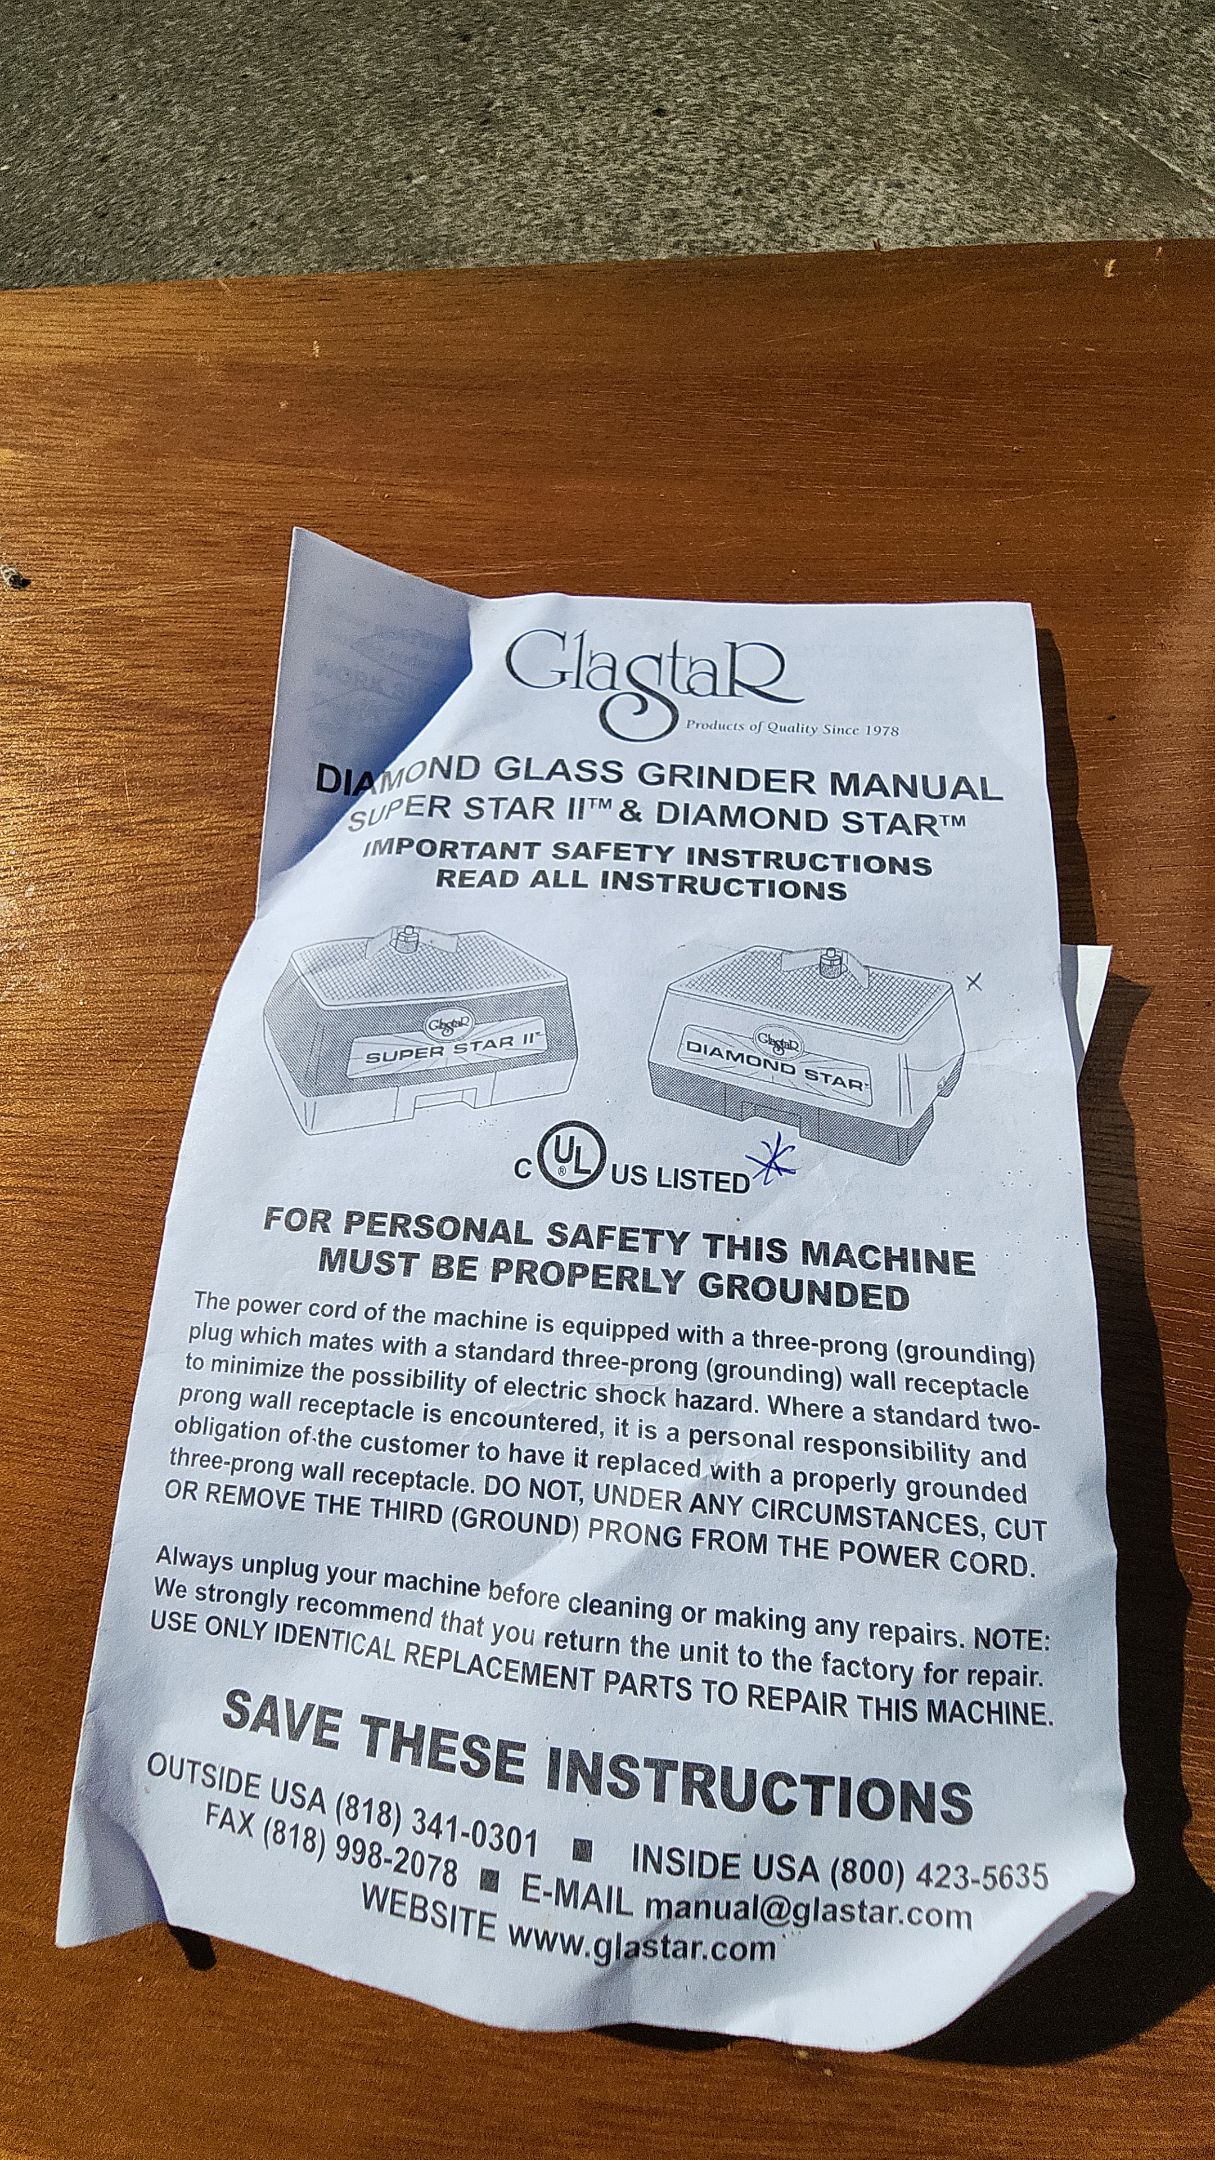 GlastaR
Products of Quality Since 1978
DIAMOND GLASS GRINDER MANUAL
SUPER STAR II™ & DIAMOND STAR™
IMPORTANT SAFETY INSTRUCTIONS
READ ALL INSTRUCTIONS
GlastaR
SUPER STAR II™
GlastaR
DIAMOND STAR™
X
C UL ® US LISTED
FOR PERSONAL SAFETY THIS MACHINE
MUST BE PROPERLY GROUNDED
The power cord of the machine is equipped with a three-prong (grounding)
plug which mates with a standard three-prong (grounding) wall receptacle
to minimize the possibility of electric shock hazard. Where a standard two-
prong wall receptacle is encountered, it is a personal responsibility and
obligation of the customer to have it replaced with a properly grounded
three-prong wall receptacle. DO NOT, UNDER ANY CIRCUMSTANCES, CUT
OR REMOVE THE THIRD (GROUND) PRONG FROM THE POWER CORD.
Always unplug your machine before cleaning or making any repairs. NOTE:
We strongly recommend that you return the unit to the factory for repair.
USE ONLY IDENTICAL REPLACEMENT PARTS TO REPAIR THIS MACHINE.
SAVE THESE INSTRUCTIONS
OUTSIDE USA (818) 341-0301 ■ INSIDE USA (800) 423-5635
FAX (818) 998-2078 ■ E-MAIL manual@glastar.com
WEBSITE www.glastar.com